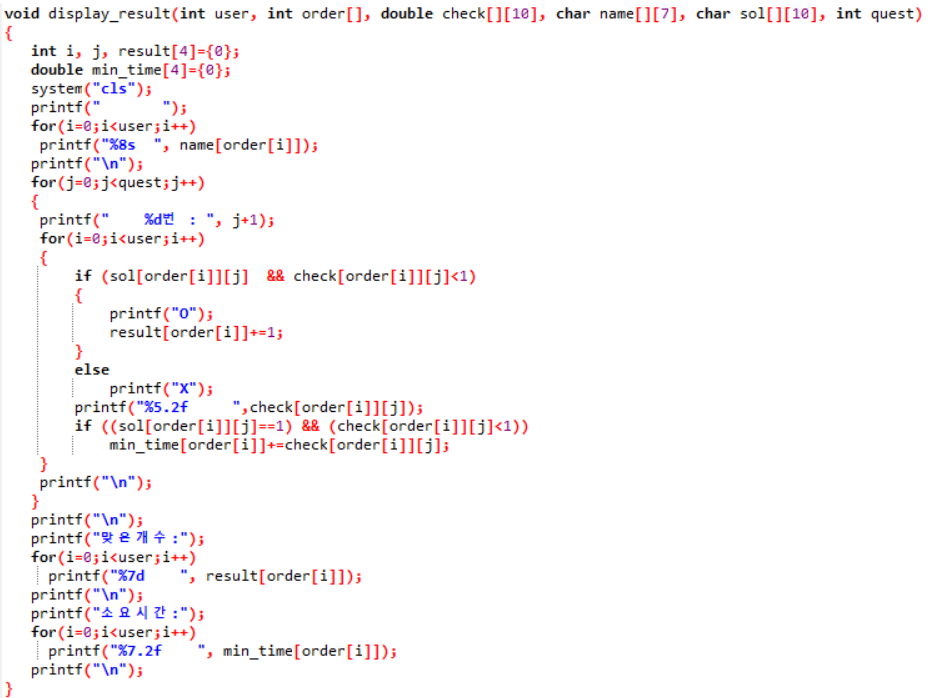 void display_result(int user, int order[], double check[][10], char name[][7], char sol[][10], int quest)
{
   int i, j, result[4]={0};
   double min_time[4]={0};
   system("cls");
   printf("       ");
   for(i=0;i<user;i++)
    printf("%8s  ", name[order[i]]);
   printf("\n");
   for(j=0;j<quest;j++)
   {
    printf("    %d번  : ", j+1);
    for(i=0;i<user;i++)
    {
        if (sol[order[i]][j]  && check[order[i]][j]<1)
        {
            printf("O");
            result[order[i]]+=1;
        }
        else
            printf("X");
        printf("%5.2f     ",check[order[i]][j]);
        if ((sol[order[i]][j]==1) && (check[order[i]][j]<1))
            min_time[order[i]]+=check[order[i]][j];
    }
    printf("\n");
   }
   printf("\n");
   printf("맞은개수:");
   for(i=0;i<user;i++)
     printf("%7d    ", result[order[i]]);
   printf("\n");
   printf("소요시간:");
   for(i=0;i<user;i++)
     printf("%7.2f    ", min_time[order[i]]);
   printf("\n");
}